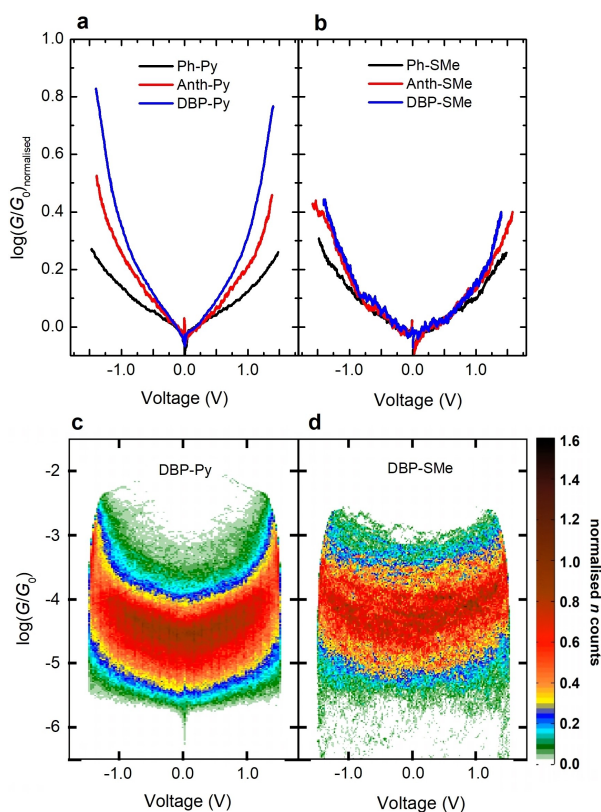 a
b
Ph-Py
Anth-Py
DBP-Py
Ph-SMe
Anth-SMe
DBP-SMe
1.0
0.8
0.6
0.4
0.2
0.0
log(G/G0)normalised
-1.0 0.0 1.0
-1.0 0.0 1.0
Voltage (V)
Voltage (V)
c
d
DBP-Py
DBP-SMe
-2
-3
-4
-5
-6
log(G/G0)
-1.0 0.0 1.0
-1.0 0.0 1.0
Voltage (V)
Voltage (V)
1.6
1.4
1.2
1.0
0.8
0.6
0.4
0.2
0.0
normalised n counts